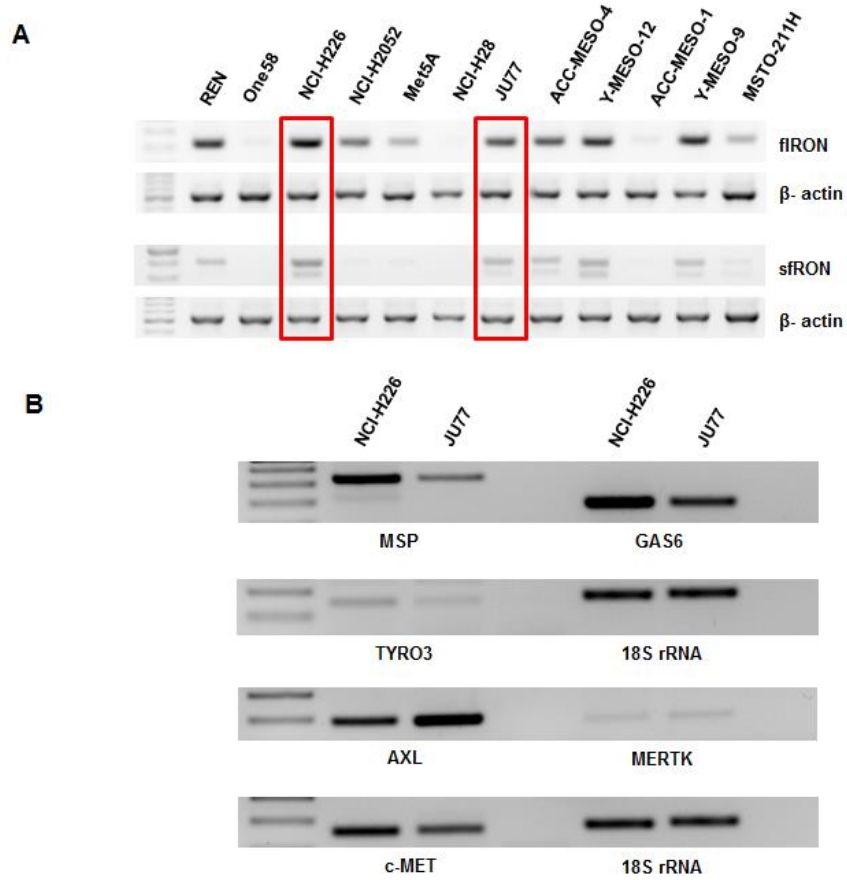 A
REN
One58
NCI-H226
NCI-H2052
Met5A
NCI-H28
JU77
ACC-MESO-4
Y-MESO-12
ACC-MESO-1
Y-MESO-9
MSTO-211H
flRON
β- actin
sfRON
β- actin
B
NCI-H226
JU77
NCI-H226
JU77
MSP
GAS6
TYRO3
18S rRNA
AXL
MERTK
c-MET
18S rRNA